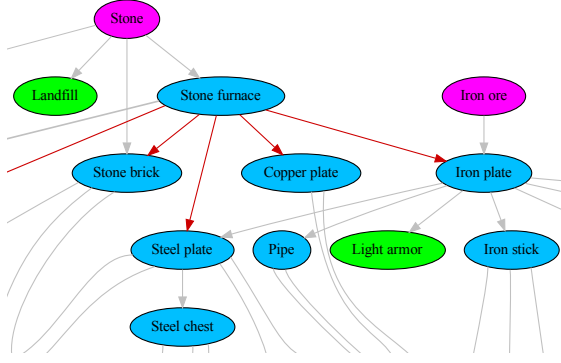 Stone
Landfill
Stone furnace
Iron ore
Stone brick
Copper plate
Iron plate
Steel plate
Pipe
Light armor
Iron stick
Steel chest